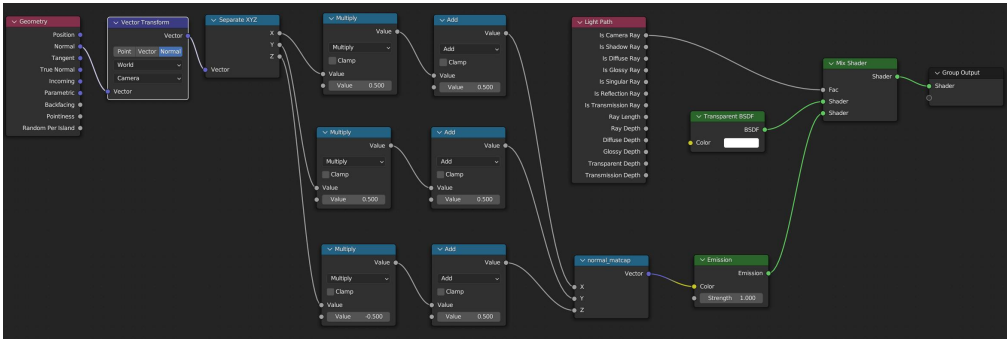 Geometry
Position
Normal
Tangent
True Normal
Incoming
Parametric
Backfacing
Pointiness
Random Per Island
Vector Transform
Vector
Point Vector Normal
World
Camera
Vector
Separate XYZ
X
Y
Z
Vector
Multiply
Value
Multiply
Clamp
Value
Value 0.500
Add
Value
Add
Clamp
Value
Value 0.500
Multiply
Value
Multiply
Clamp
Value
Value 0.500
Add
Value
Add
Clamp
Value
Value 0.500
Multiply
Value
Multiply
Clamp
Value
Value -0.500
Add
Value
Add
Clamp
Value
Value 0.500
Light Path
Is Camera Ray
Is Shadow Ray
Is Diffuse Ray
Is Glossy Ray
Is Singular Ray
Is Reflection Ray
Is Transmission Ray
Ray Length
Ray Depth
Diffuse Depth
Glossy Depth
Transparent Depth
Transmission Depth
normal_matcap
Vector
X
Y
Z
Transparent BSDF
BSDF
Color
Emission
Emission
Color
Strength 1.000
Mix Shader
Shader
Fac
Shader
Shader
Group Output
Shader